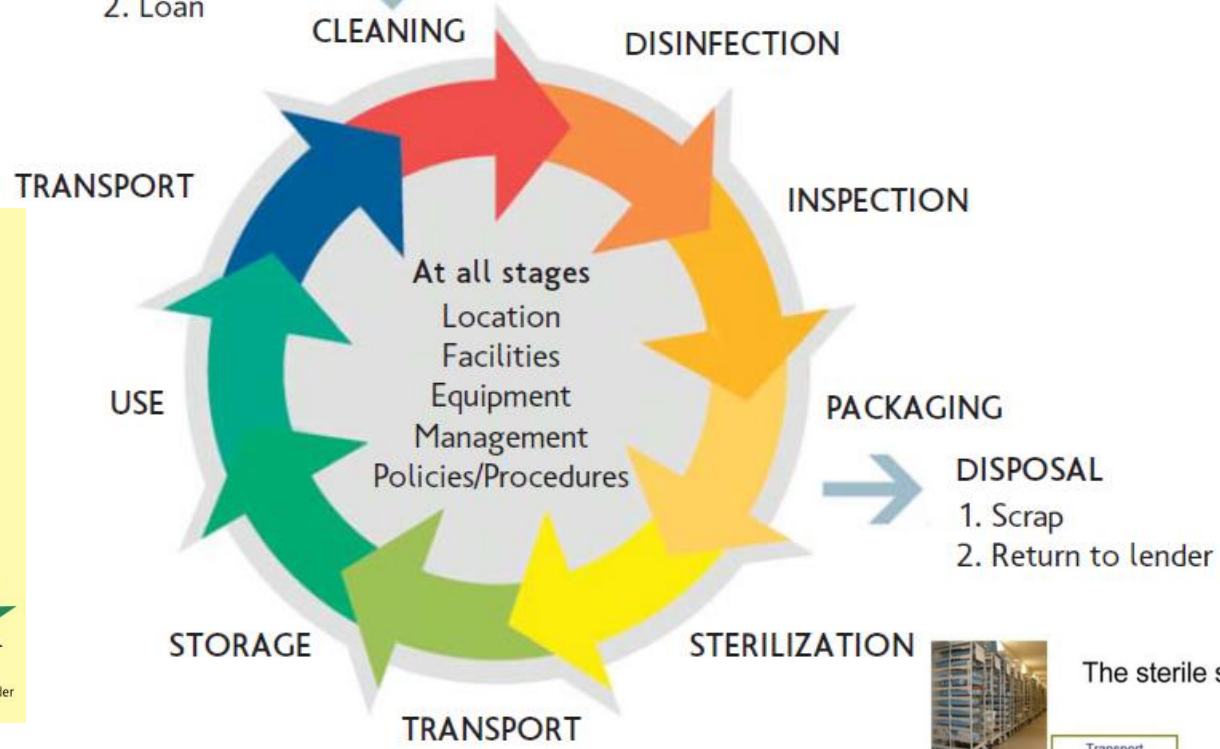 2. Loan
CLEANING
DISINFECTION
TRANSPORT
INSPECTION
At all stages
Location
Facilities
Equipment
Management
Policies/Procedures
USE
PACKAGING
DISPOSAL
1. Scrap
2. Return to lender
STORAGE
STERILIZATION
TRANSPORT
The sterile s
Transport